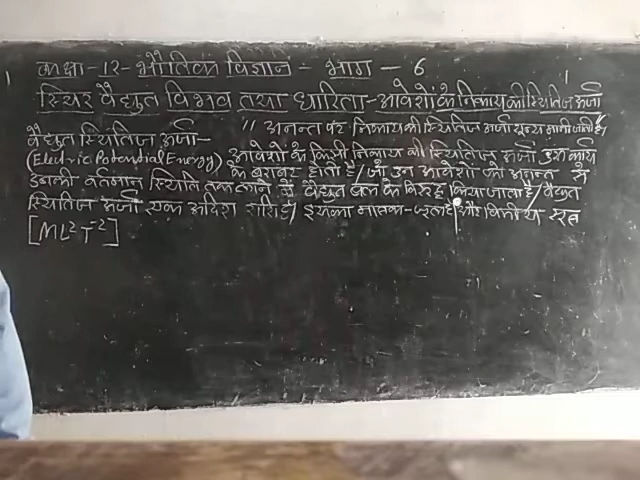 कक्षा-12- भौतिक विज्ञान - भाग - 6
स्थिर वैद्युत विभव तथा धारिता-आवेशों के निकाय की स्थितिज ऊर्जा
"अनन्त पर निकाय की स्थितिज ऊर्जा शून्य मानी जाती है।
वैद्युत स्थितिज ऊर्जा-
(Electric Potential Energy) आवेशों के किसी निकाय की स्थितिज ऊर्जा उस कार्य
के बराबर होती है। जो उन आवेशों को अनन्त से
उनकी वर्तमान स्थिति तक लाने में वैद्युत बल के विरुद्ध किया जाता है। वैद्युत
स्थितिज ऊर्जा एक अदिश राशि है। इसका मात्रक-जूल है और विमीय सूत्र
[ML²T⁻²]